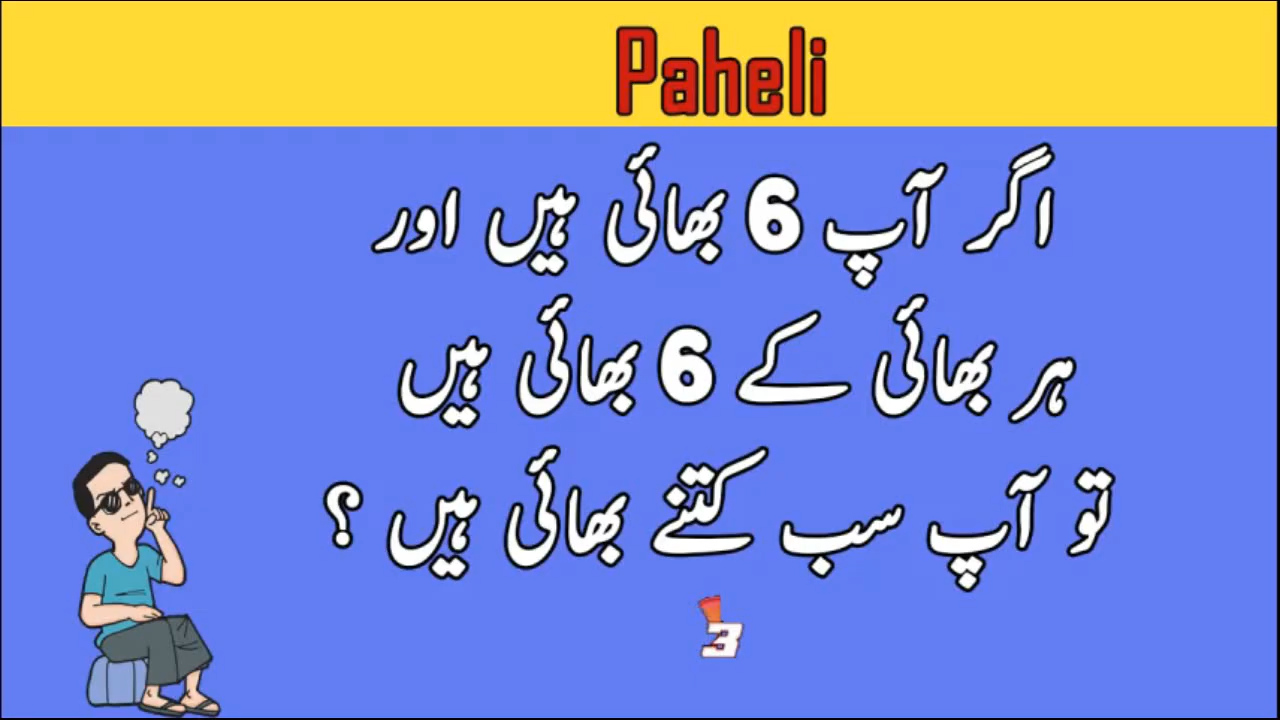 Paheli
اگر آپ 6 بھائی ہیں اور
ہر بھائی کے 6 بھائی ہیں
تو آپ سب کتنے بھائی ہیں ؟
3